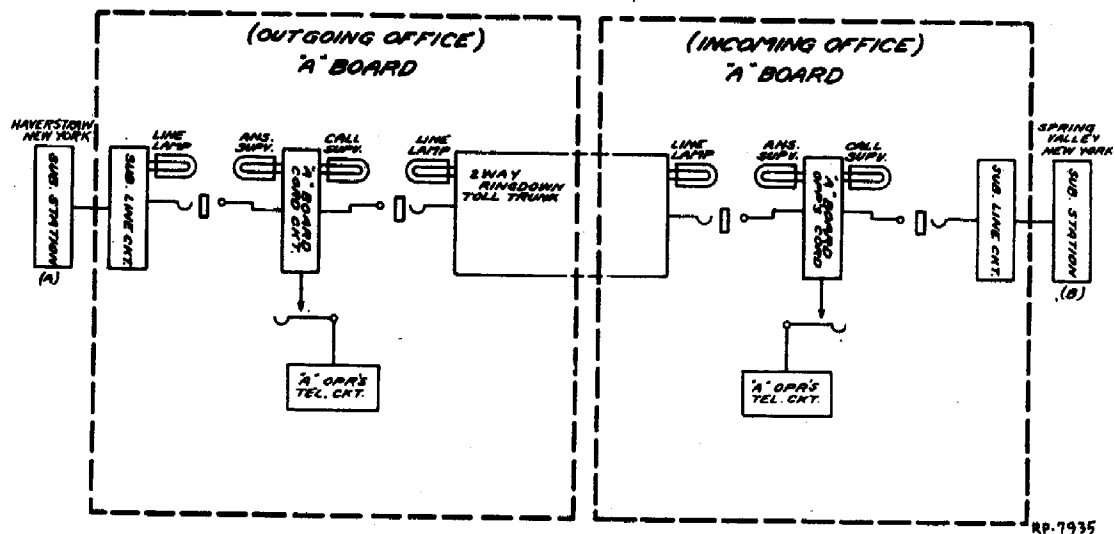 (OUTGOING OFFICE)
"A" BOARD
(INCOMING OFFICE)
"A" BOARD
HAVERSTRAW
NEW YORK
SUB. STATION
(A)
SUB. LINE CKT.
LINE
LAMP
ANS.
SUPV.
"A" BOARD
CORD CKT.
CALL
SUPV.
LINE
LAMP
2 WAY
RINGDOWN
TOLL TRUNK
"A" OPR'S
TEL. CKT.
LINE
LAMP
ANS.
SUPV.
"A" BOARD
OPR'S CORD
CALL
SUPV.
SUB. LINE CKT.
SPRING
VALLEY
NEW YORK
SUB. STATION
(B)
"A" OPR'S
TEL. CKT.
RP-7935